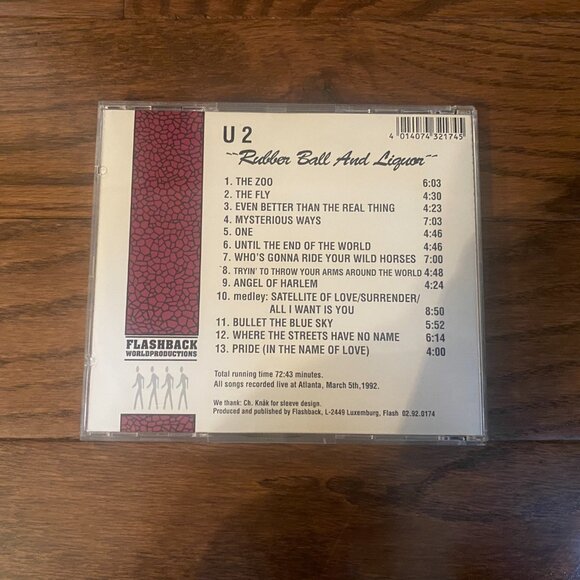 U 2
4 014074 321745
~~Rubber Ball And Liquor~~
1. THE ZOO 6:03
2. THE FLY 4:30
3. EVEN BETTER THAN THE REAL THING 4:23
4. MYSTERIOUS WAYS 7:03
5. ONE 4:46
6. UNTIL THE END OF THE WORLD 4:46
7. WHO'S GONNA RIDE YOUR WILD HORSES 7:00
`8. TRYIN' TO THROW YOUR ARMS AROUND THE WORLD 4:48
9. ANGEL OF HARLEM 4:24
10. medley: SATELLITE OF LOVE/SURRENDER/
ALL I WANT IS YOU 8:50
11. BULLET THE BLUE SKY 5:52
12. WHERE THE STREETS HAVE NO NAME 6:14
13. PRIDE (IN THE NAME OF LOVE) 4:00
FLASHBACK
WORLDPRODUCTIONS
Total running time 72:43 minutes.
All songs recorded live at Atlanta, March 5th,1992.
We thank: Ch. Knák for sleeve design.
Produced and published by Flashback, L-2449 Luxemburg, Flash 02.92.0174